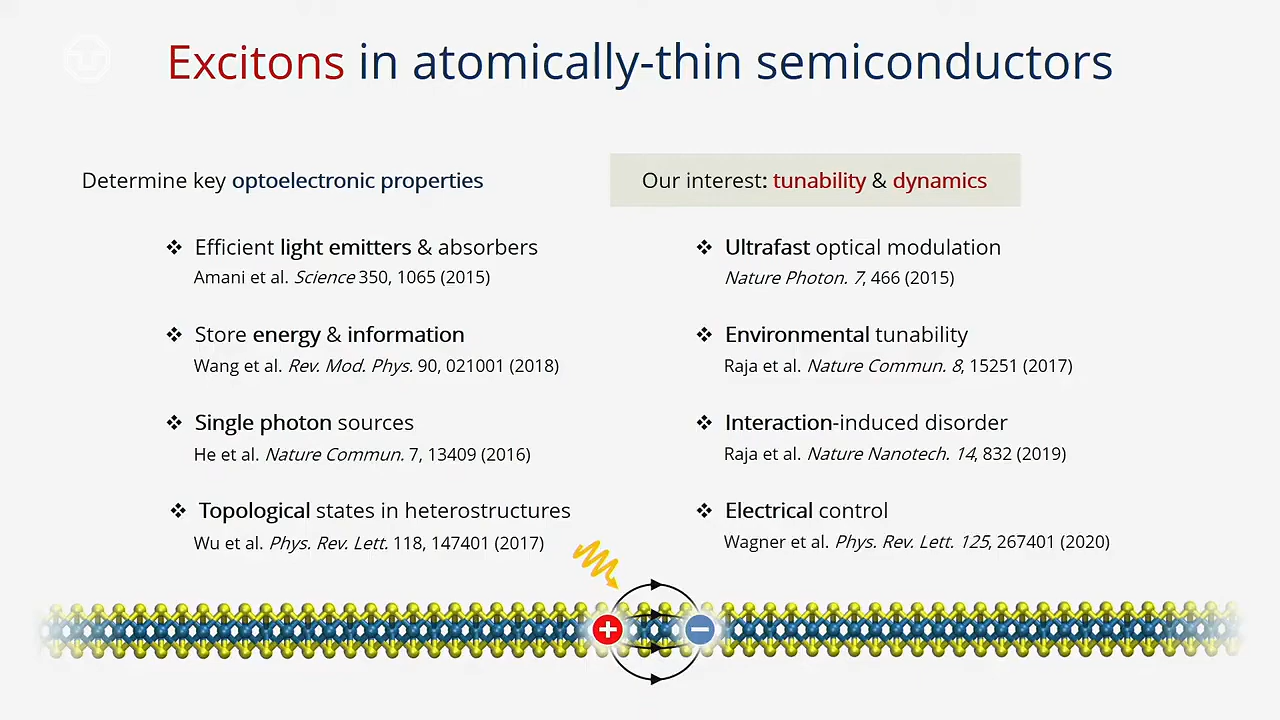 Excitons in atomically-thin semiconductors
Determine key optoelectronic properties
❖ Efficient light emitters & absorbers
Amani et al. Science 350, 1065 (2015)
❖ Store energy & information
Wang et al. Rev. Mod. Phys. 90, 021001 (2018)
❖ Single photon sources
He et al. Nature Commun. 7, 13409 (2016)
❖ Topological states in heterostructures
Wu et al. Phys. Rev. Lett. 118, 147401 (2017)
Our interest: tunability & dynamics
❖ Ultrafast optical modulation
Nature Photon. 7, 466 (2015)
❖ Environmental tunability
Raja et al. Nature Commun. 8, 15251 (2017)
❖ Interaction-induced disorder
Raja et al. Nature Nanotech. 14, 832 (2019)
❖ Electrical control
Wagner et al. Phys. Rev. Lett. 125, 267401 (2020)
+ −